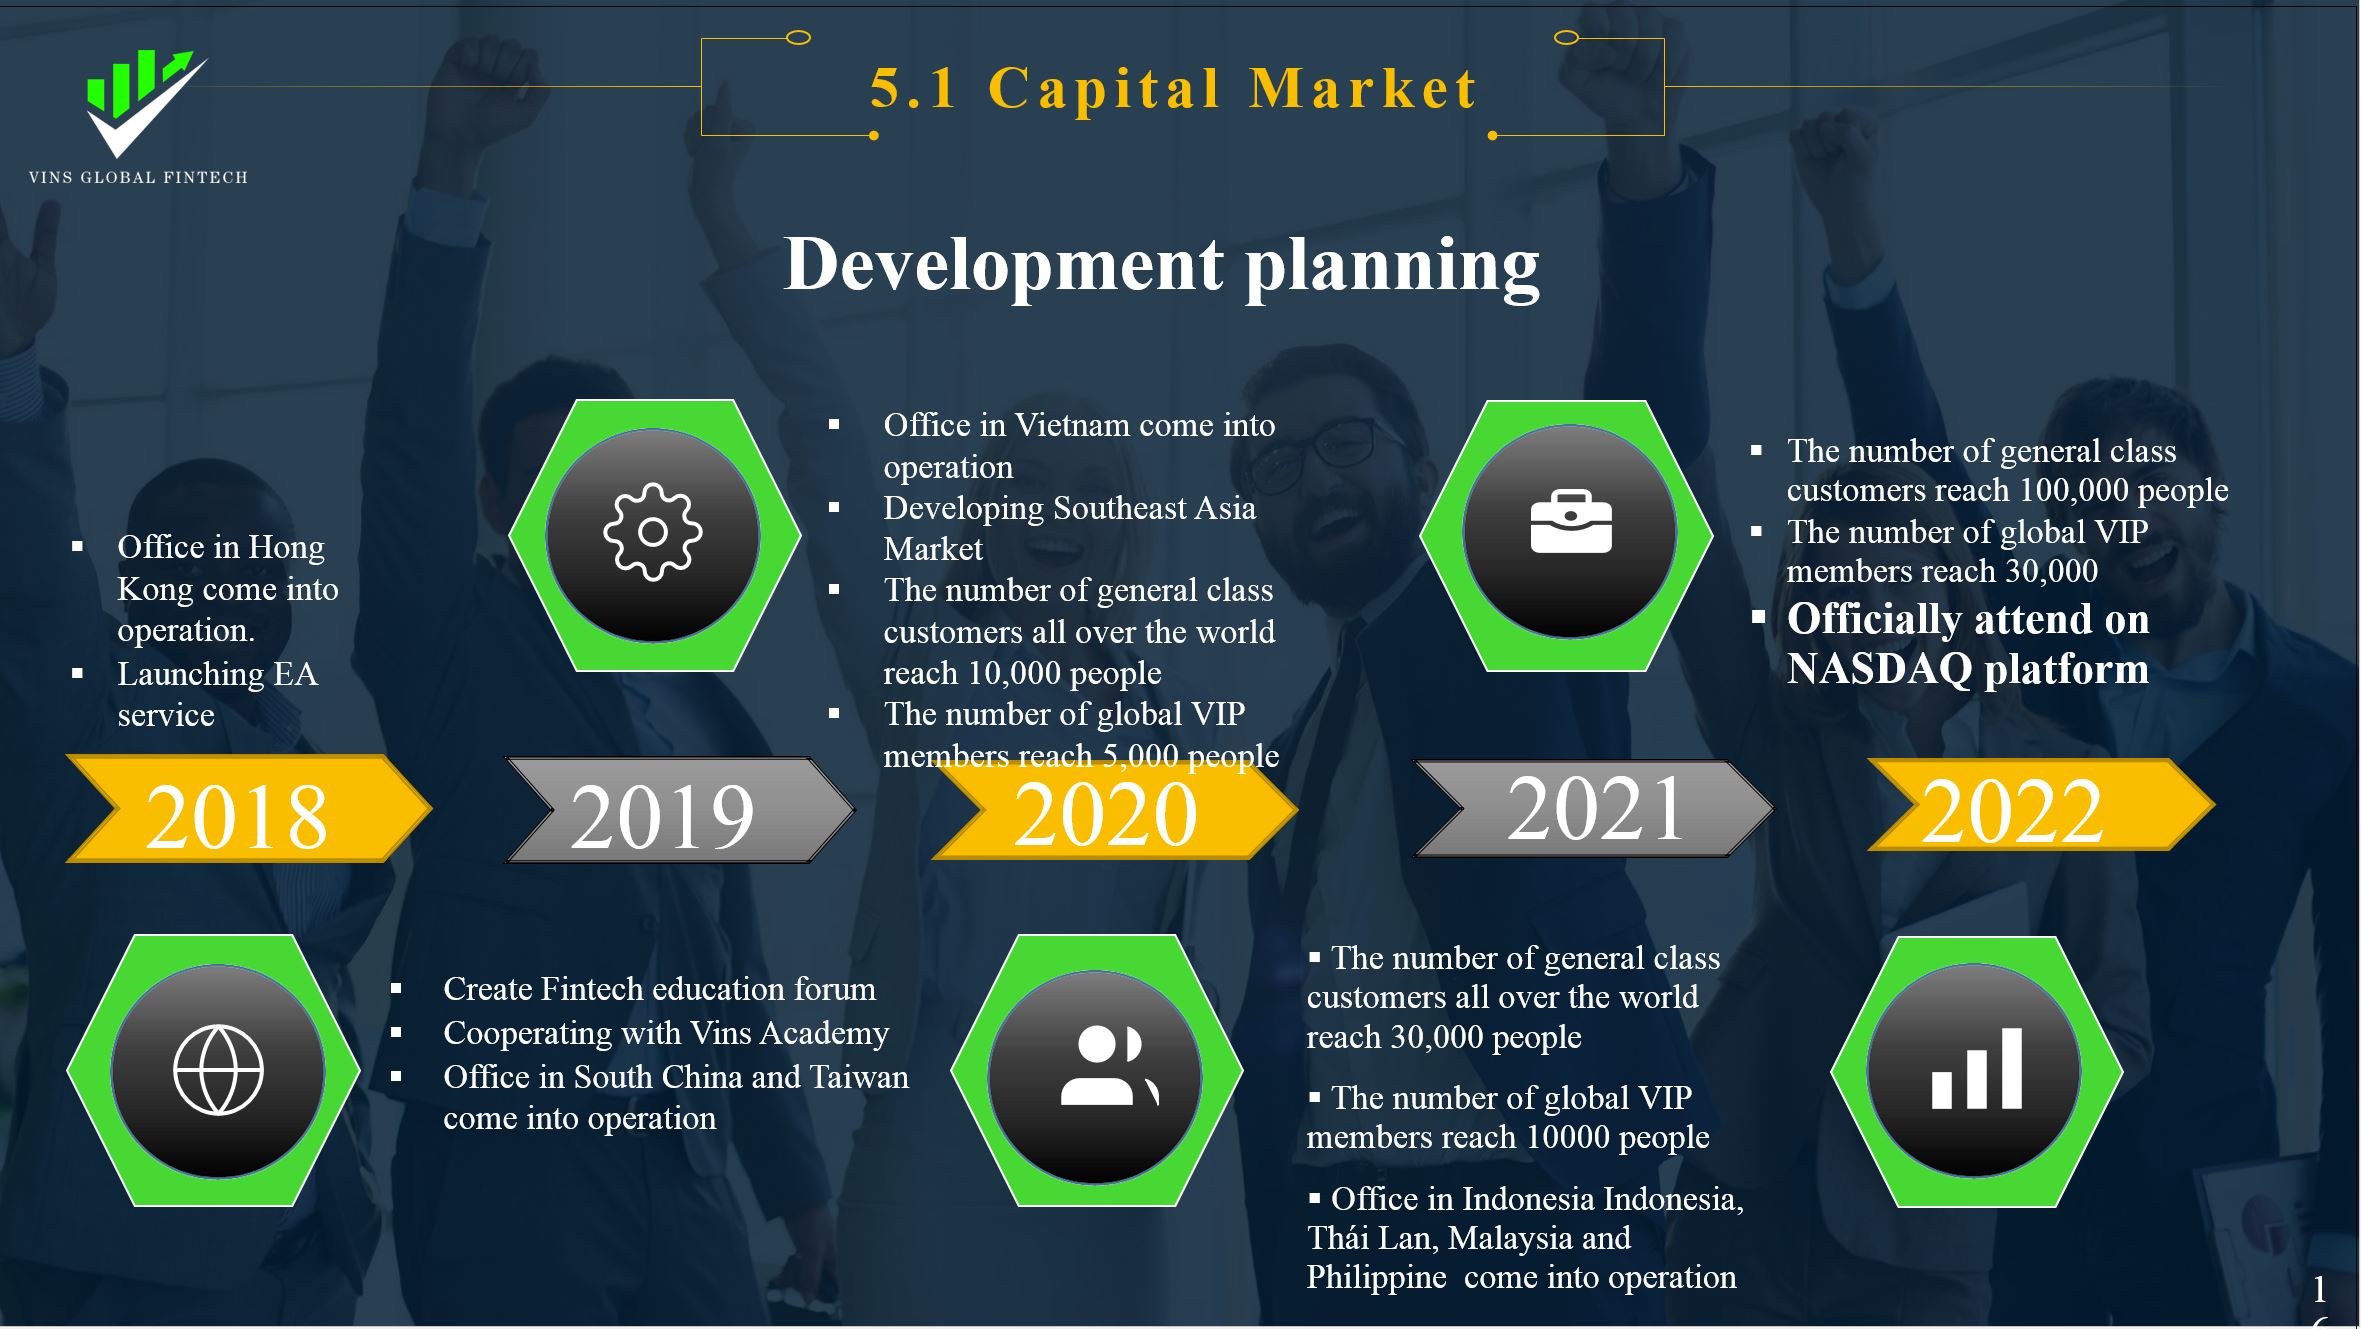 5.1 Capital Market
VINS GLOBAL FINTECH
Development planning
▪ Office in Hong
Kong come into
operation.
▪ Launching EA
service
▪ Office in Vietnam come into
operation
▪ Developing Southeast Asia
Market
▪ The number of general class
customers all over the world
reach 10,000 people
▪ The number of global VIP
members reach 5,000 people
▪ The number of general class
customers reach 100,000 people
▪ The number of global VIP
members reach 30,000
▪ Officially attend on
NASDAQ platform
2018
2019
2020
2021
2022
▪ Create Fintech education forum
▪ Cooperating with Vins Academy
▪ Office in South China and Taiwan
come into operation
▪ The number of general class
customers all over the world
reach 30,000 people
▪ The number of global VIP
members reach 10000 people
▪ Office in Indonesia Indonesia,
Thái Lan, Malaysia and
Philippine  come into operation
1